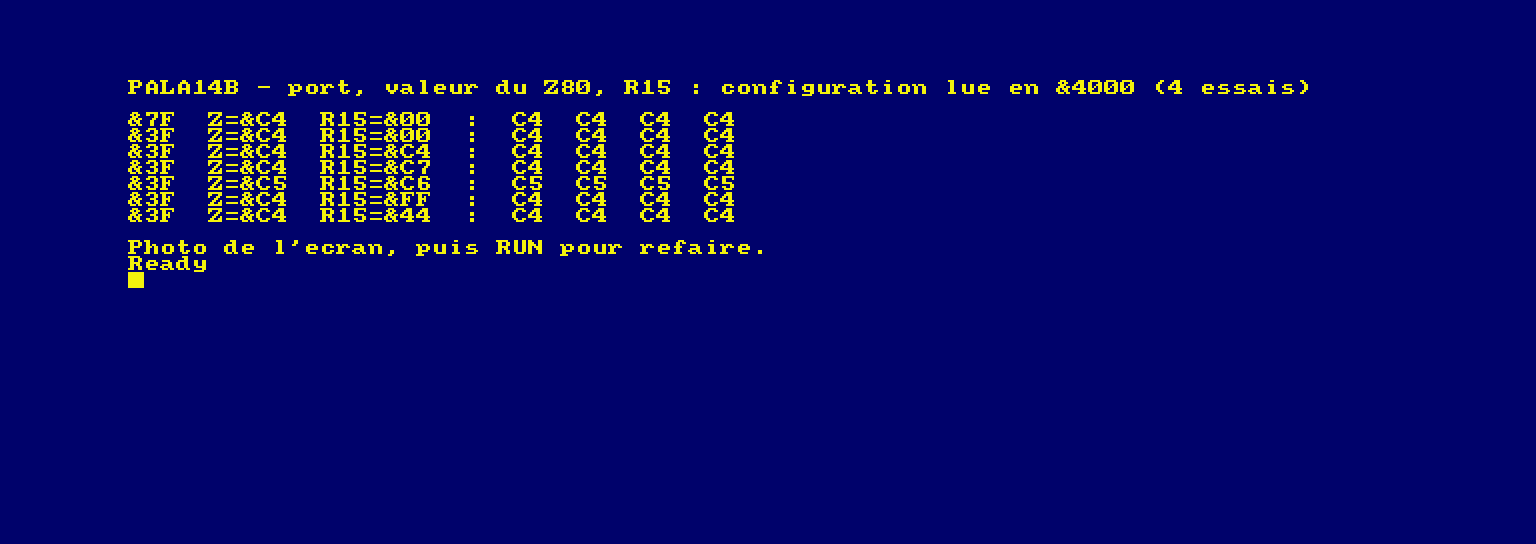 PALA14B - port, valeur du Z80, R15 : configuration lue en &4000 (4 essais)
&7F  Z=&C4  R15=&00  :  C4  C4  C4  C4
&3F  Z=&C4  R15=&00  :  C4  C4  C4  C4
&3F  Z=&C4  R15=&C4  :  C4  C4  C4  C4
&3F  Z=&C4  R15=&C7  :  C4  C4  C4  C4
&3F  Z=&C5  R15=&C6  :  C5  C5  C5  C5
&3F  Z=&C4  R15=&FF  :  C4  C4  C4  C4
&3F  Z=&C4  R15=&44  :  C4  C4  C4  C4
Photo de l'ecran, puis RUN pour refaire.
Ready